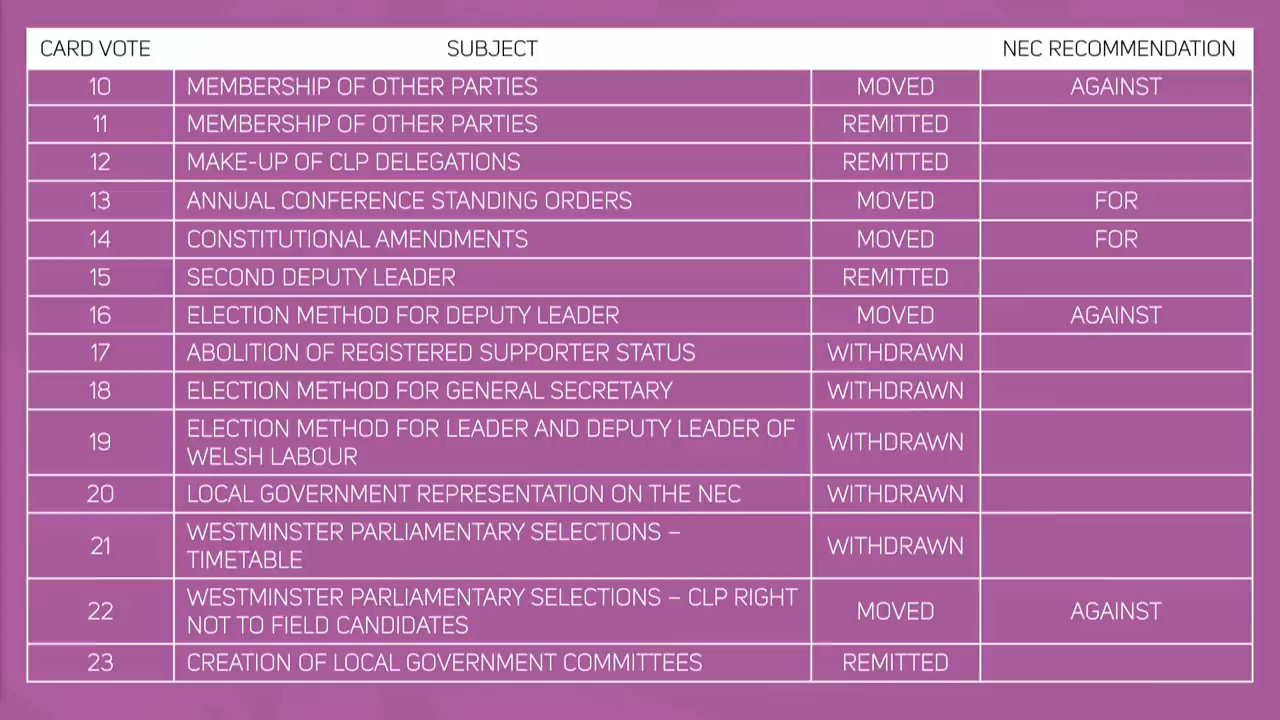 CARD VOTE SUBJECT NEC RECOMMENDATION
10 MEMBERSHIP OF OTHER PARTIES MOVED AGAINST
11 MEMBERSHIP OF OTHER PARTIES REMITTED
12 MAKE-UP OF CLP DELEGATIONS REMITTED
13 ANNUAL CONFERENCE STANDING ORDERS MOVED FOR
14 CONSTITUTIONAL AMENDMENTS MOVED FOR
15 SECOND DEPUTY LEADER REMITTED
16 ELECTION METHOD FOR DEPUTY LEADER MOVED AGAINST
17 ABOLITION OF REGISTERED SUPPORTER STATUS WITHDRAWN
18 ELECTION METHOD FOR GENERAL SECRETARY WITHDRAWN
19 ELECTION METHOD FOR LEADER AND DEPUTY LEADER OF
WELSH LABOUR WITHDRAWN
20 LOCAL GOVERNMENT REPRESENTATION ON THE NEC WITHDRAWN
21 WESTMINSTER PARLIAMENTARY SELECTIONS –
TIMETABLE WITHDRAWN
22 WESTMINSTER PARLIAMENTARY SELECTIONS – CLP RIGHT
NOT TO FIELD CANDIDATES MOVED AGAINST
23 CREATION OF LOCAL GOVERNMENT COMMITTEES REMITTED